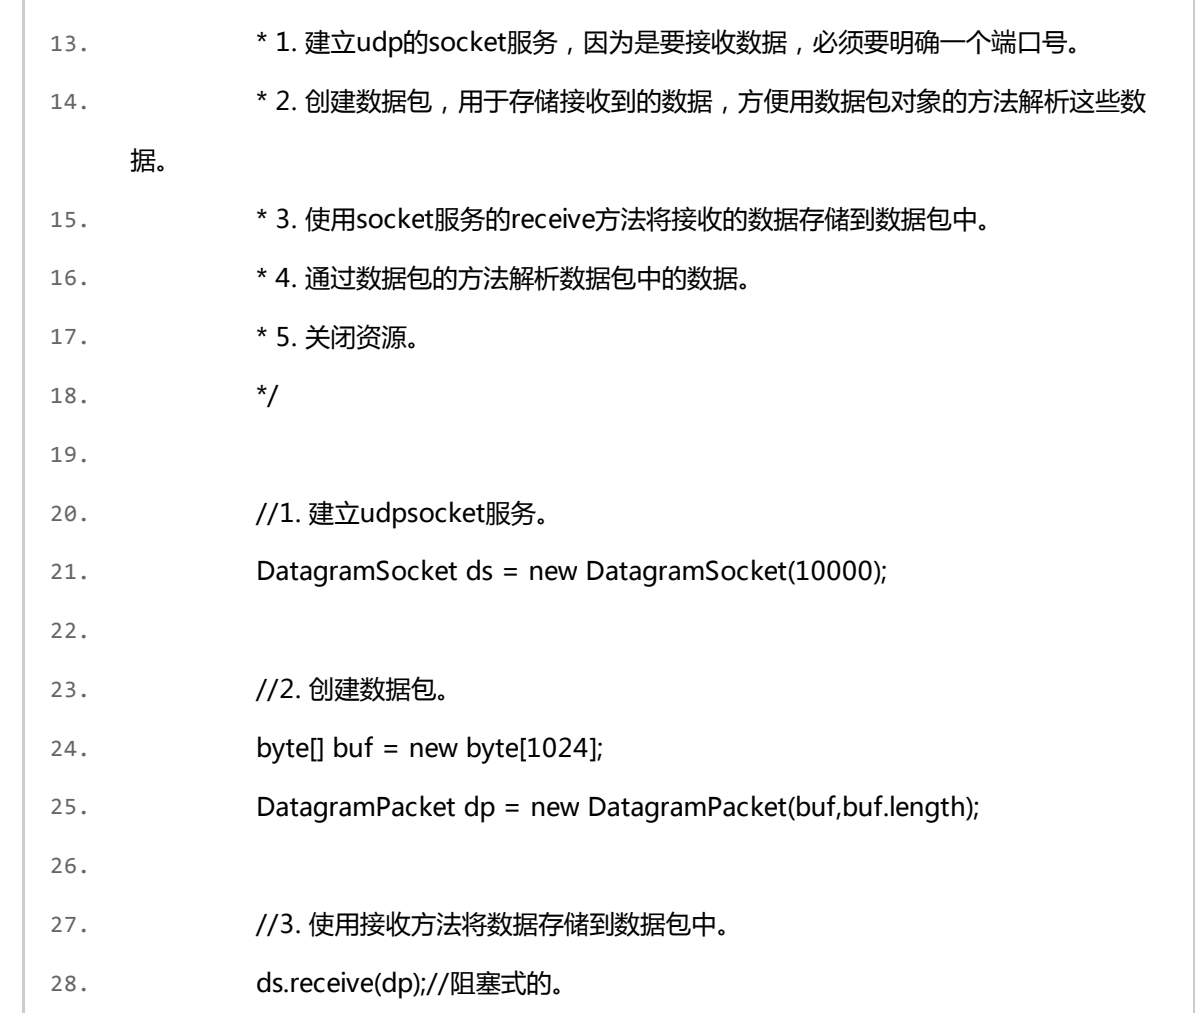 13. * 1. 建立udp的socket服务，因为是要接收数据，必须要明确一个端口号。
14. * 2. 创建数据包，用于存储接收到的数据，方便用数据包对象的方法解析这些数
据。
15. * 3. 使用socket服务的receive方法将接收的数据存储到数据包中。
16. * 4. 通过数据包的方法解析数据包中的数据。
17. * 5. 关闭资源。
18. */
19.
20. //1. 建立udpsocket服务。
21. DatagramSocket ds = new DatagramSocket(10000);
22.
23. //2. 创建数据包。
24. byte[] buf = new byte[1024];
25. DatagramPacket dp = new DatagramPacket(buf,buf.length);
26.
27. //3. 使用接收方法将数据存储到数据包中。
28. ds.receive(dp);//阻塞式的。